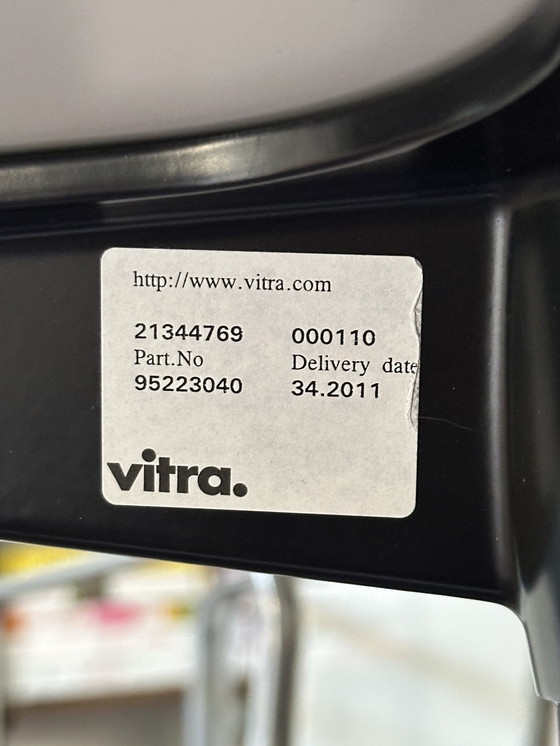 http://www.vitra.com
21344769 000110
Part.No Delivery date
95223040 34.2011
vitra.